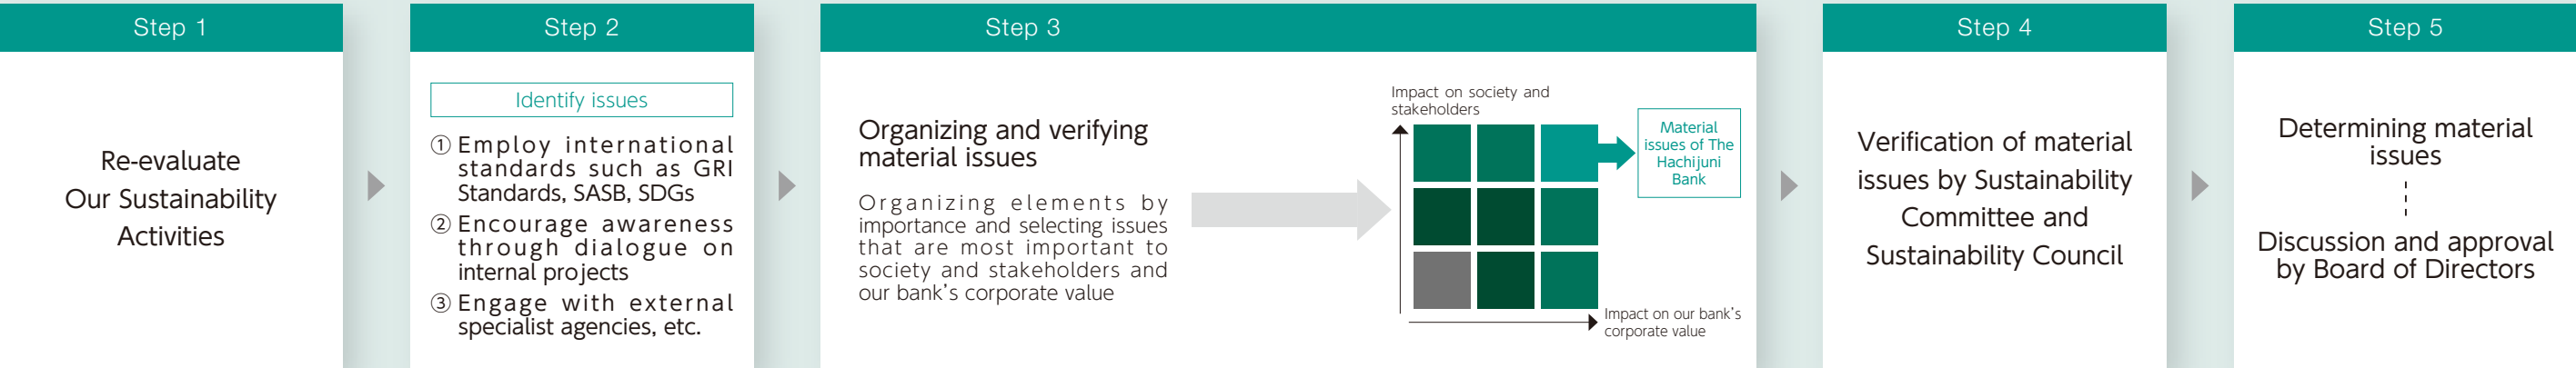 Step 1
Re-evaluate
Our Sustainability
Activities
Step 2
Identify issues
① Employ international
standards such as GRI
Standards, SASB, SDGs
② Encourage awareness
through dialogue on
internal projects
③ Engage with external
specialist agencies, etc.
Step 3
Organizing and verifying
material issues
Organizing elements by
importance and selecting issues
that are most important to
society and stakeholders and
our bank’s corporate value
Impact on society and
stakeholders
Material
issues of The
Hachijuni
Bank
Impact on our bank’s
corporate value
Step 4
Verification of material
issues by Sustainability
Committee and
Sustainability Council
Step 5
Determining material
issues
Discussion and approval
by Board of Directors